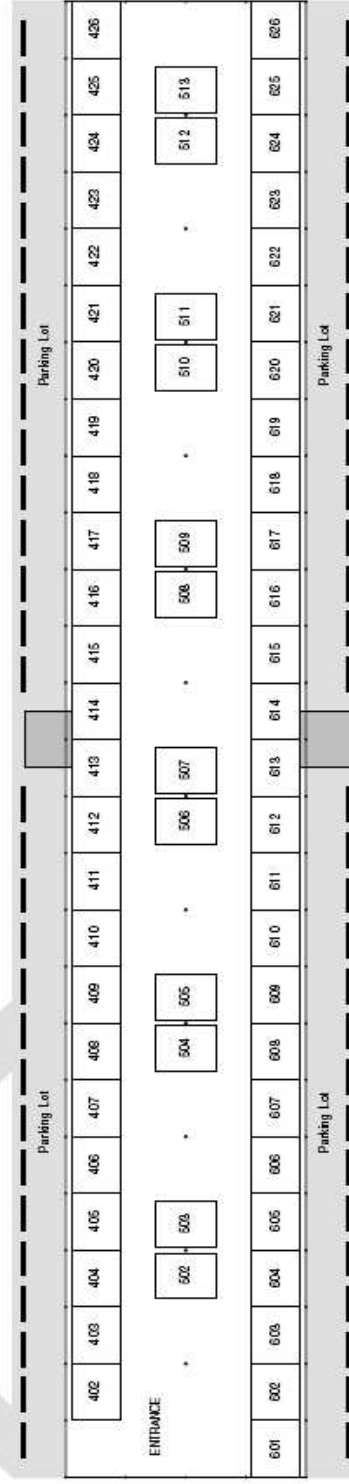 Parking Lot Parking Lot
402 403 404 405 406 407 408 409 410 411 412 413 414 415 416 417 418 419 420 421 422 423 424 425 426
ENTRANCE
502 503 504 505 506 507 508 509 510 511 512 513
601 602 603 604 605 606 607 608 609 610 611 612 613 614 615 616 617 618 619 620 621 622 623 624 625 626
Parking Lot Parking Lot